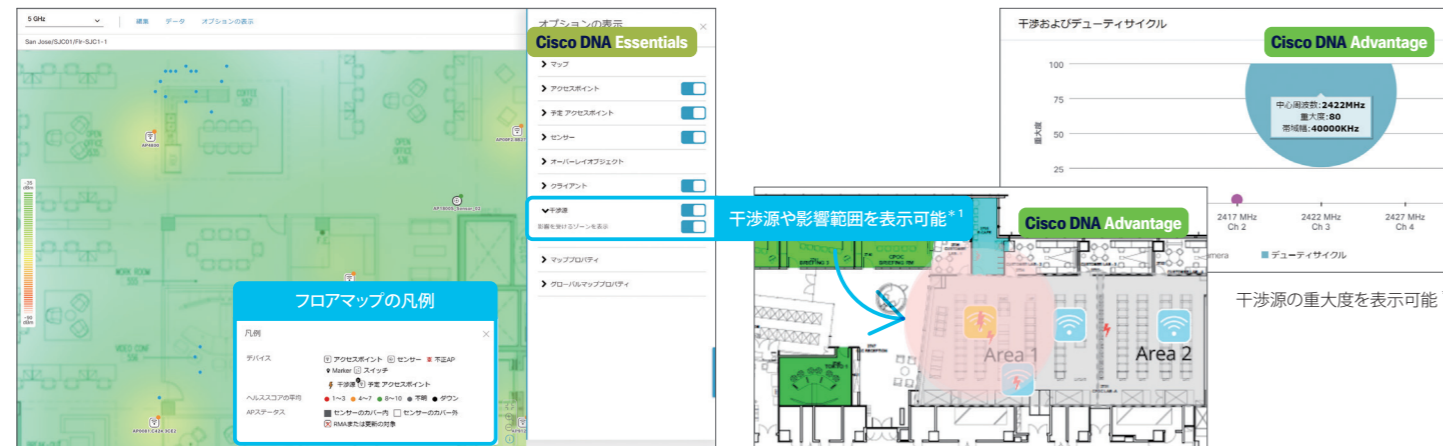 5 GHz
編集 データ オプションの表示
San Jose/SJC01/Flr-SJC1-1
オプションの表示
Cisco DNA Essentials
マップ
アクセスポイント
予定 アクセスポイント
センサー
オーバーレイオブジェクト
クライアント
干渉源
影響を受けるゾーンを表示
マッププロパティ
グローバルマッププロパティ
-35
dBm
-90
dBm
COFFEE
OPEN
OFFICE
WORK ROOM
VIDEO CONF
フロアマップの凡例
凡例
デバイス
アクセスポイント センサー 不正AP
Marker スイッチ
干渉源 予定 アクセスポイント
ヘルススコアの平均
1〜3 4〜7 8〜10 不明 ダウン
APステータス
センサーのカバー内 センサーのカバー外
RMAまたは更新の対象
干渉源や影響範囲を表示可能*1
Cisco DNA Advantage
Area 1
Area 2
干渉およびデューティサイクル
Cisco DNA Advantage
100
75
50
25
重大度
中心周波数:2422MHz
重大度:80
帯域幅:40000KHz
2417 MHz
Ch 2
2422 MHz
Ch 3
2427 MHz
Ch 4
デューティサイクル
干渉源の重大度を表示可能